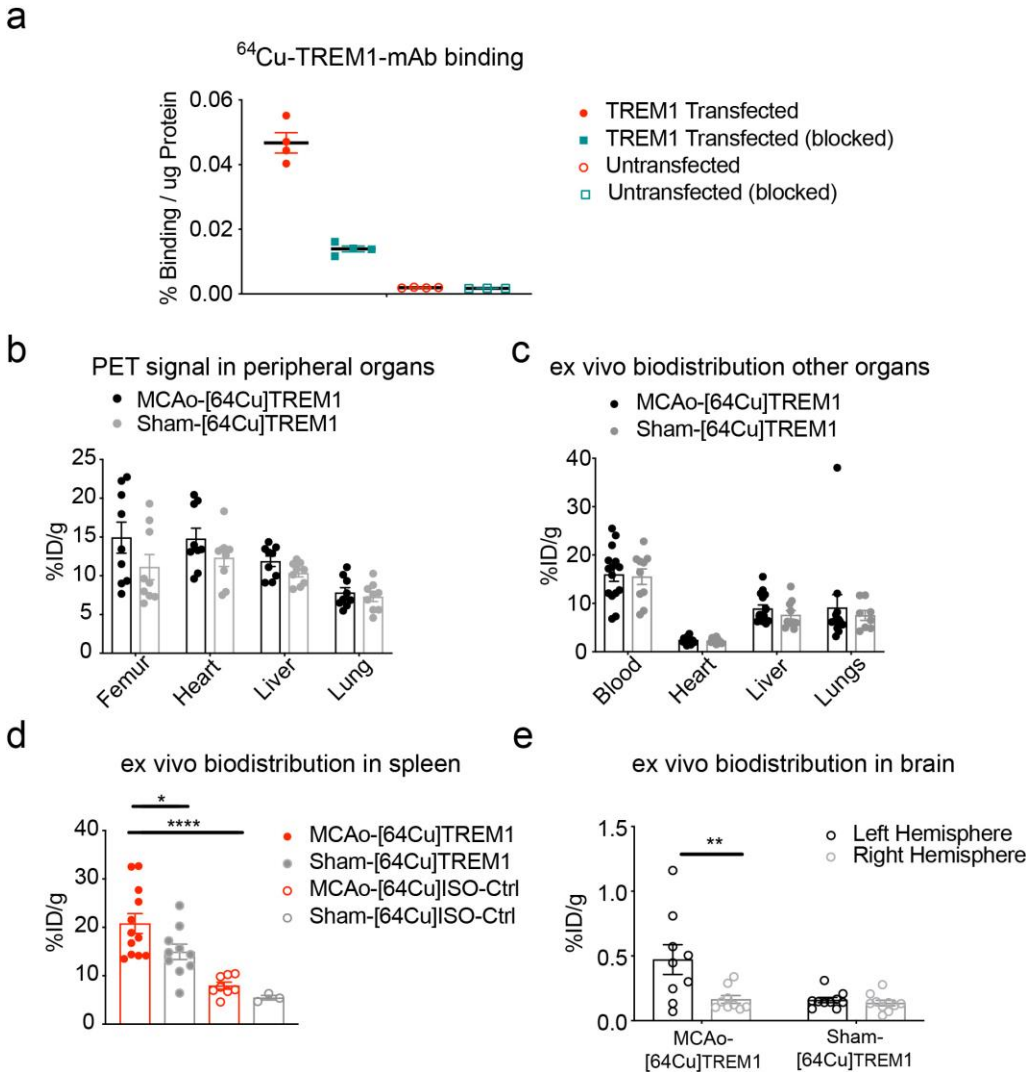 a
⁶⁴Cu-TREM1-mAb binding
% Binding / ug Protein
0.06
0.04
0.02
0.00
TREM1 Transfected
TREM1 Transfected (blocked)
Untransfected
Untransfected (blocked)
b
PET signal in peripheral organs
MCAo-[64Cu]TREM1
Sham-[64Cu]TREM1
%ID/g
25
20
15
10
5
0
Femur
Heart
Liver
Lung
c
ex vivo biodistribution other organs
MCAo-[64Cu]TREM1
Sham-[64Cu]TREM1
%ID/g
40
30
20
10
0
Blood
Heart
Liver
Lungs
d
ex vivo biodistribution in spleen
*
****
%ID/g
40
30
20
10
0
MCAo-[64Cu]TREM1
Sham-[64Cu]TREM1
MCAo-[64Cu]ISO-Ctrl
Sham-[64Cu]ISO-Ctrl
e
ex vivo biodistribution in brain
**
%ID/g
1.5
1.0
0.5
0.0
Left Hemisphere
Right Hemisphere
MCAo-
[64Cu]TREM1
Sham-
[64Cu]TREM1